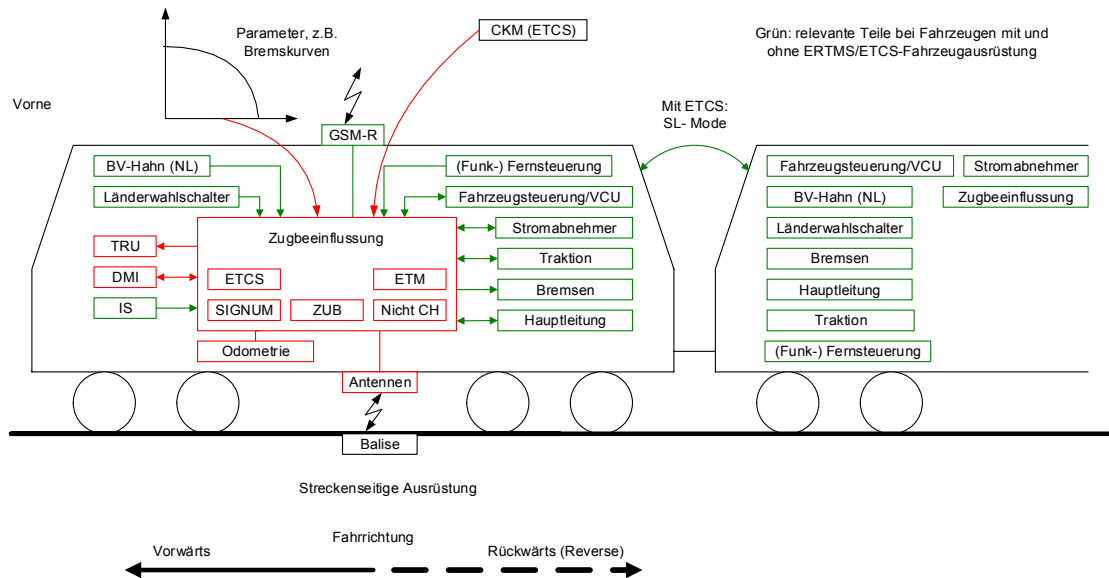 Parameter, z.B.
Bremskurven
CKM (ETCS)
Grün: relevante Teile bei Fahrzeugen mit und
ohne ERTMS/ETCS-Fahrzeugausrüstung
Vorne
Mit ETCS:
SL- Mode
GSM-R
BV-Hahn (NL)
(Funk-) Fernsteuerung
Länderwahlschalter
Fahrzeugsteuerung/VCU
Zugbeeinflussung
Stromabnehmer
TRU
Traktion
DMI
ETCS
ETM
Bremsen
IS
SIGNUM
ZUB
Nicht CH
Hauptleitung
Odometrie
Antennen
Balise
Fahrzeugsteuerung/VCU
Stromabnehmer
BV-Hahn (NL)
Zugbeeinflussung
Länderwahlschalter
Bremsen
Hauptleitung
Traktion
(Funk-) Fernsteuerung
Streckenseitige Ausrüstung
Fahrrichtung
Vorwärts
Rückwärts (Reverse)